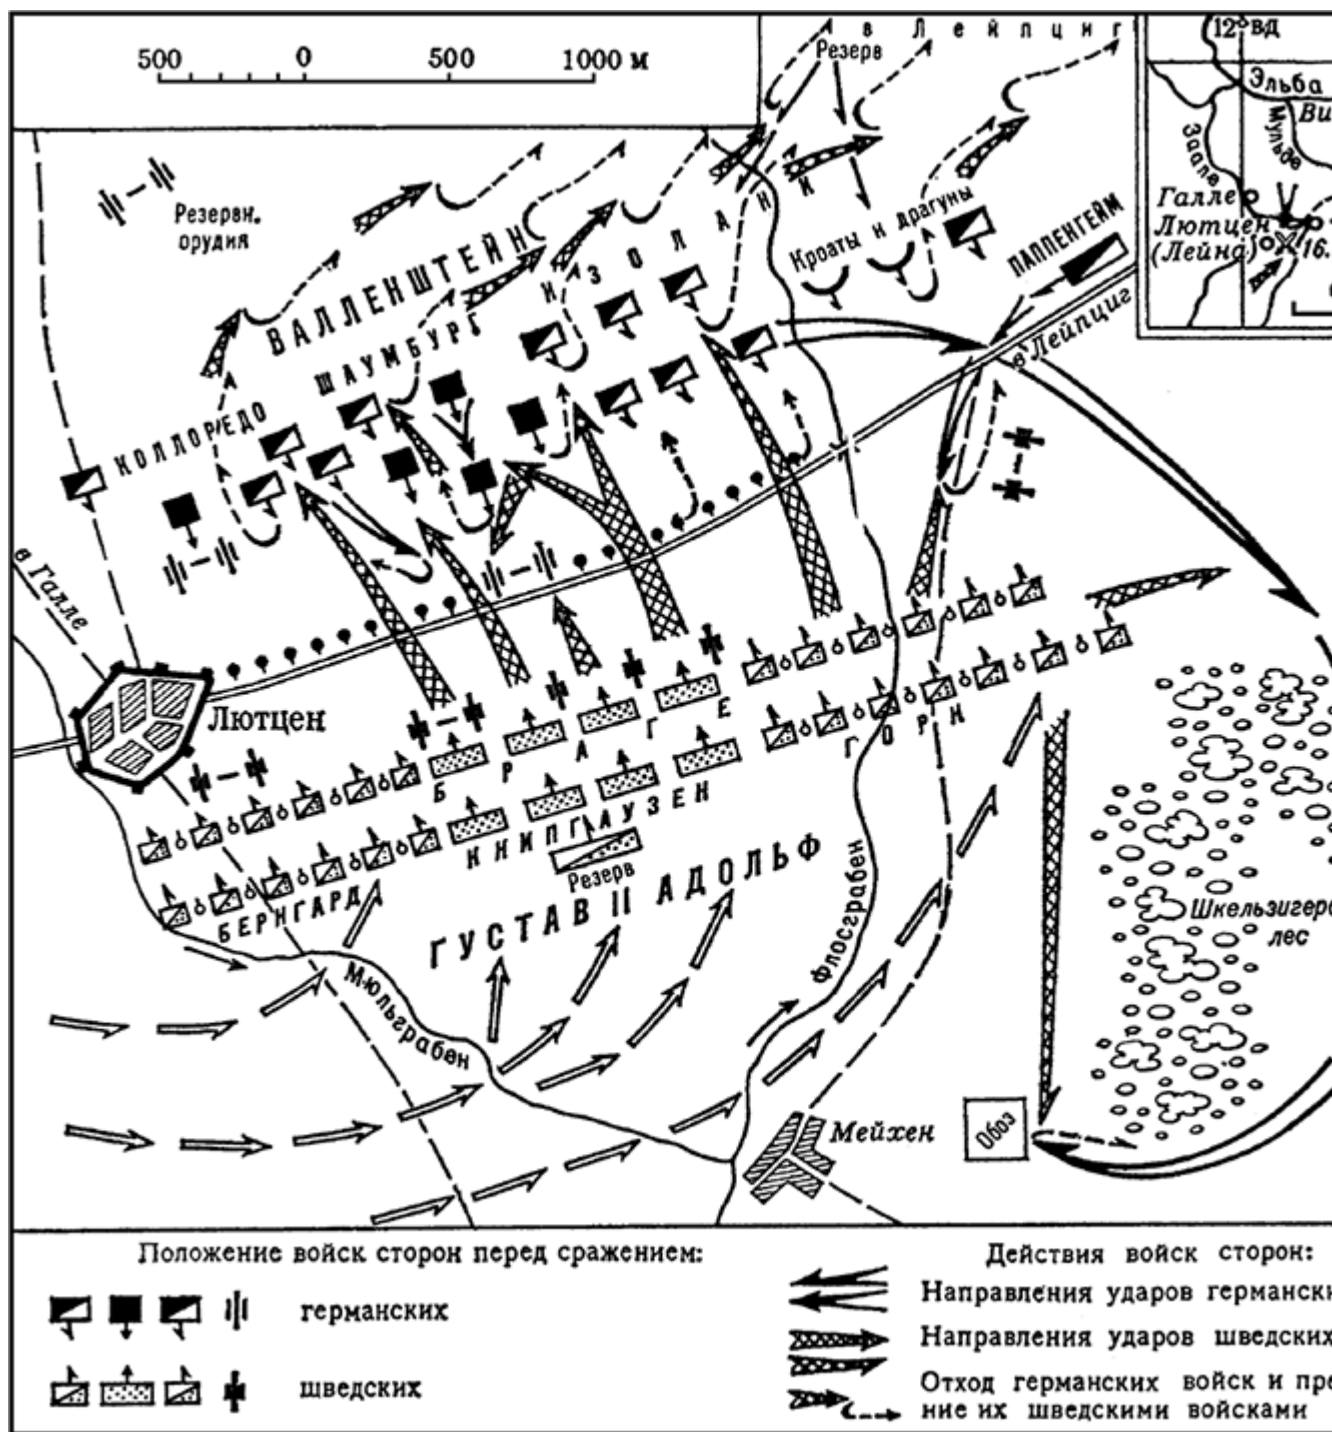 500 0 500 1000 м
в Лейпциг
Резерв
12° вд
Эльба
Мульде
Заале
Галле
Лютцен
(Лейна)
16.
Резервн.
орудия
ВАЛЛЕНШТЕЙН
ИЗОЛАНИ
Кроаты и драгуны
ПАППЕНГЕЙМ
в Лейпциг
ШАУМБУРГ
КОЛЛОРЕДО
в Галле
Лютцен
БРАГЕ
ГОРН
КНИПГАУЗЕН
Резерв
БЕРНГАРД
ГУСТАВ II АДОЛЬФ
Мюльграбен
Флосграбен
Шкельзигер
лес
Мейхен
Обоз
Положение войск сторон перед сражением:
германских
шведских
Действия войск сторон:
Направления ударов германски
Направления ударов шведских
Отход германских войск и пре
ние их шведскими войсками